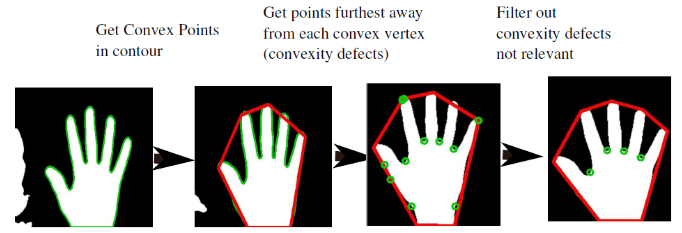 Get Convex Points
in contour
Get points furthest away
from each convex vertex
(convexity defects)
Filter out
convexity defects
not relevant